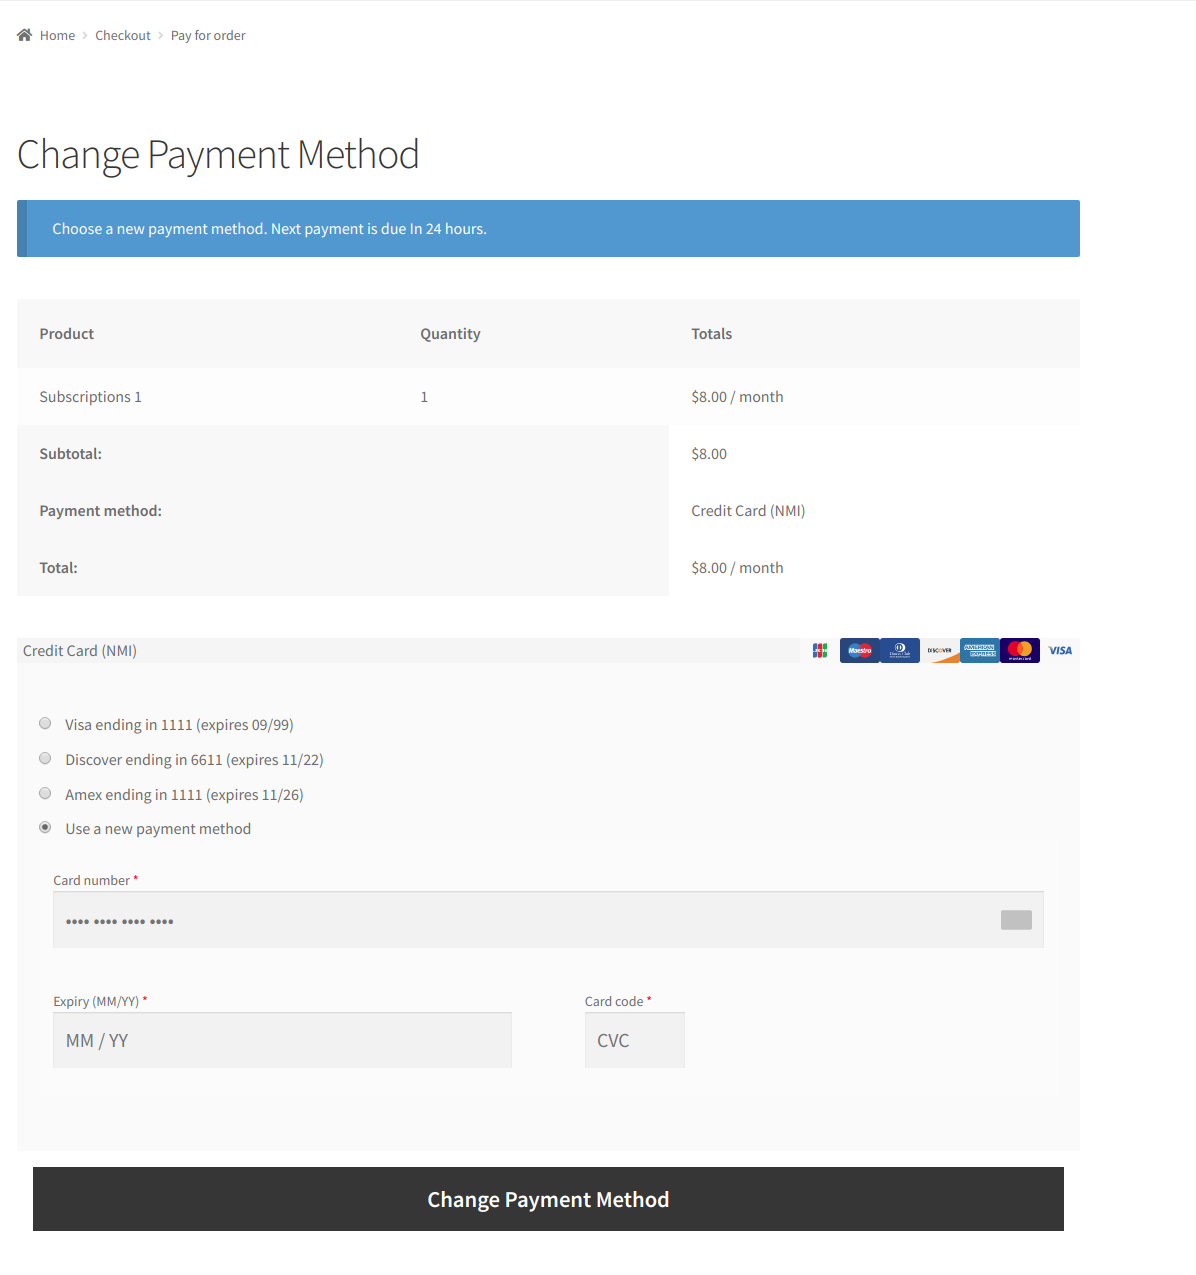 Home > Checkout > Pay for order
Change Payment Method
Choose a new payment method. Next payment is due In 24 hours.
Product Quantity Totals
Subscriptions 1 1 $8.00 / month
Subtotal: $8.00
Payment method: Credit Card (NMI)
Total: $8.00 / month
Credit Card (NMI) JCB Maestro Diners Club DISCOVER AMERICAN EXPRESS mastercard VISA
Visa ending in 1111 (expires 09/99)
Discover ending in 6611 (expires 11/22)
Amex ending in 1111 (expires 11/26)
Use a new payment method
Card number *
•••• •••• •••• ••••
Expiry (MM/YY) * Card code *
MM / YY CVC
Change Payment Method